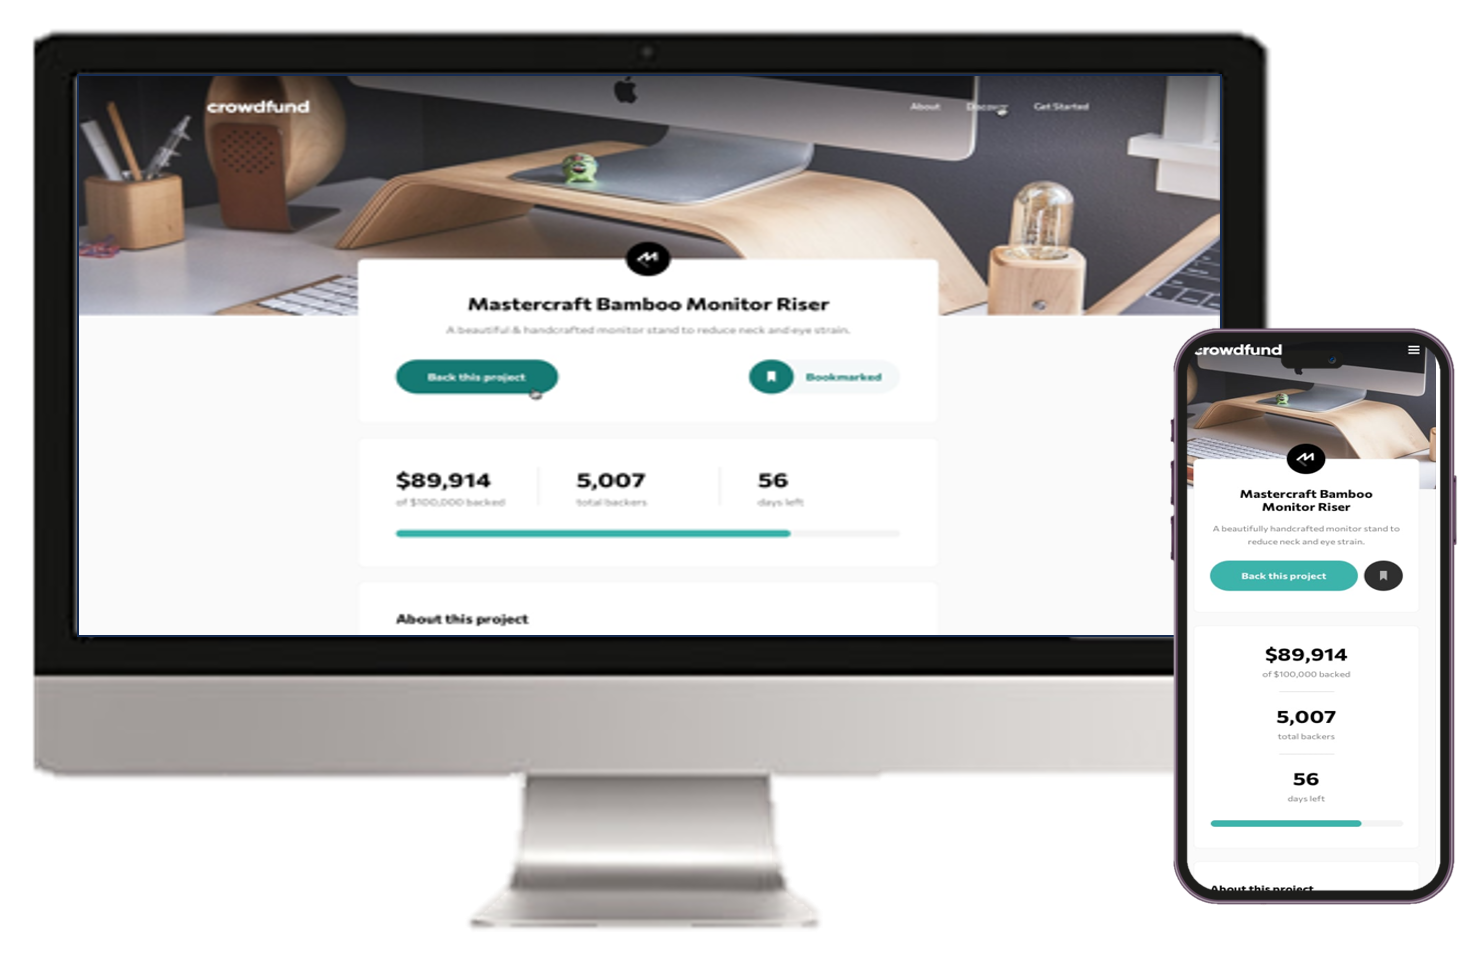 crowdfund
About Discover Get Started
Mastercraft Bamboo Monitor Riser
A beautiful & handcrafted monitor stand to reduce neck and eye strain.
Back this project
Bookmarked
$89,914
of $100,000 backed
5,007
total backers
56
days left
About this project
crowdfund
Mastercraft Bamboo
Monitor Riser
A beautifully handcrafted monitor stand to
reduce neck and eye strain.
Back this project
$89,914
of $100,000 backed
5,007
total backers
56
days left
About this project